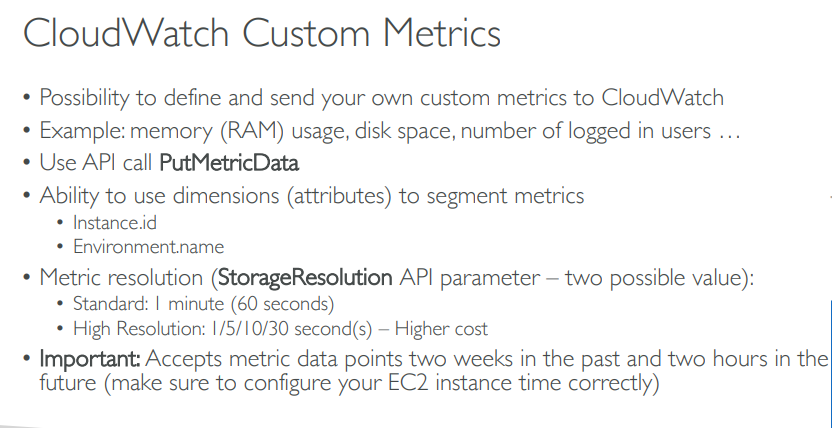 CloudWatch Custom Metrics
• Possibility to define and send your own custom metrics to CloudWatch
• Example: memory (RAM) usage, disk space, number of logged in users …
• Use API call PutMetricData
• Ability to use dimensions (attributes) to segment metrics
• Instance.id
• Environment.name
• Metric resolution (StorageResolution API parameter – two possible value):
• Standard: 1 minute (60 seconds)
• High Resolution: 1/5/10/30 second(s) – Higher cost
• Important: Accepts metric data points two weeks in the past and two hours in the
future (make sure to configure your EC2 instance time correctly)